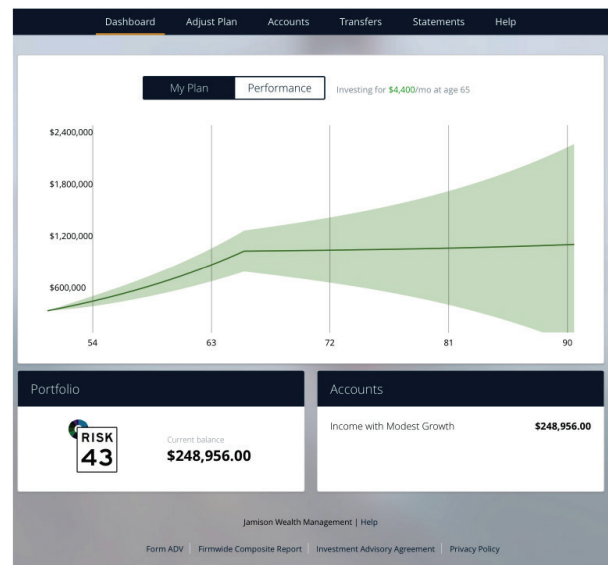 Dashboard Adjust Plan Accounts Transfers Statements Help
My Plan Performance Investing for $4,400/mo at age 65
$2,400,000
$1,800,000
$1,200,000
$600,000
54 63 72 81 90
Portfolio
RISK
43
Current balance
$248,956.00
Accounts
Income with Modest Growth $248,956.00
Jamison Wealth Management | Help
Form ADV | Firmwide Composite Report | Investment Advisory Agreement | Privacy Policy